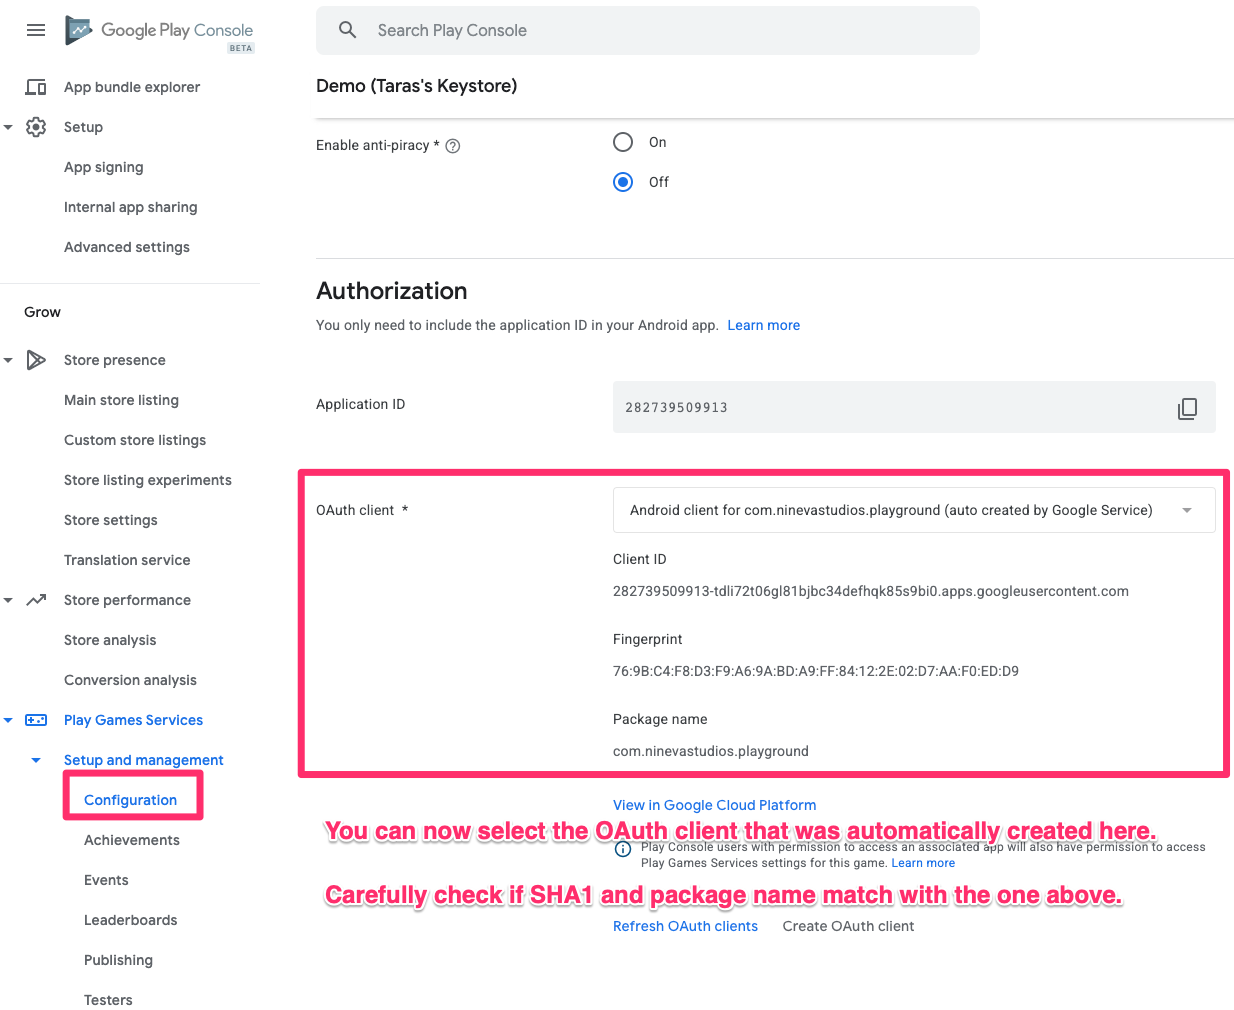 Google Play Console
BETA
Search Play Console
App bundle explorer
Setup
App signing
Internal app sharing
Advanced settings
Grow
Store presence
Main store listing
Custom store listings
Store listing experiments
Store settings
Translation service
Store performance
Store analysis
Conversion analysis
Play Games Services
Setup and management
Configuration
Achievements
Events
Leaderboards
Publishing
Testers
Demo (Taras's Keystore)
Enable anti-piracy *
On
Off
Authorization
You only need to include the application ID in your Android app. Learn more
Application ID
282739509913
OAuth client *
Android client for com.ninevastudios.playground (auto created by Google Service)
Client ID
282739509913-tdli72t06gl81bjbc34defhqk85s9bi0.apps.googleusercontent.com
Fingerprint
76:9B:C4:F8:D3:F9:A6:9A:BD:A9:FF:84:12:2E:02:D7:AA:F0:ED:D9
Package name
com.ninevastudios.playground
View in Google Cloud Platform
You can now select the OAuth client that was automatically created here.
Play Console users with permission to access an associated app will also have permission to access
Play Games Services settings for this game. Learn more
Carefully check if SHA1 and package name match with the one above.
Refresh OAuth clients
Create OAuth client